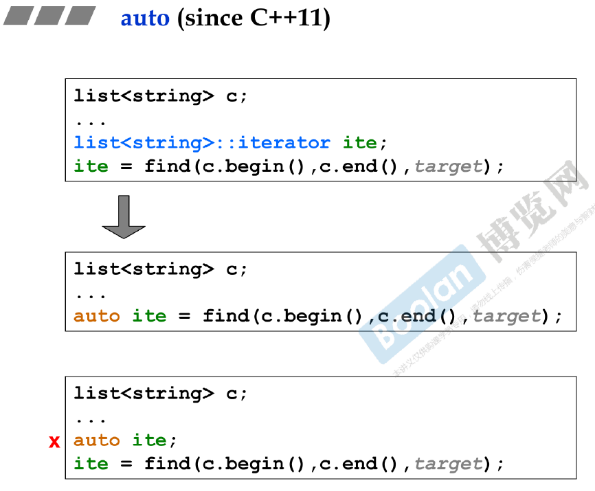 auto (since C++11)
list<string> c;
...
list<string>::iterator ite;
ite = find(c.begin(),c.end(),target);
list<string> c;
...
auto ite = find(c.begin(),c.end(),target);
list<string> c;
...
x auto ite;
ite = find(c.begin(),c.end(),target);
Boolan 博览网